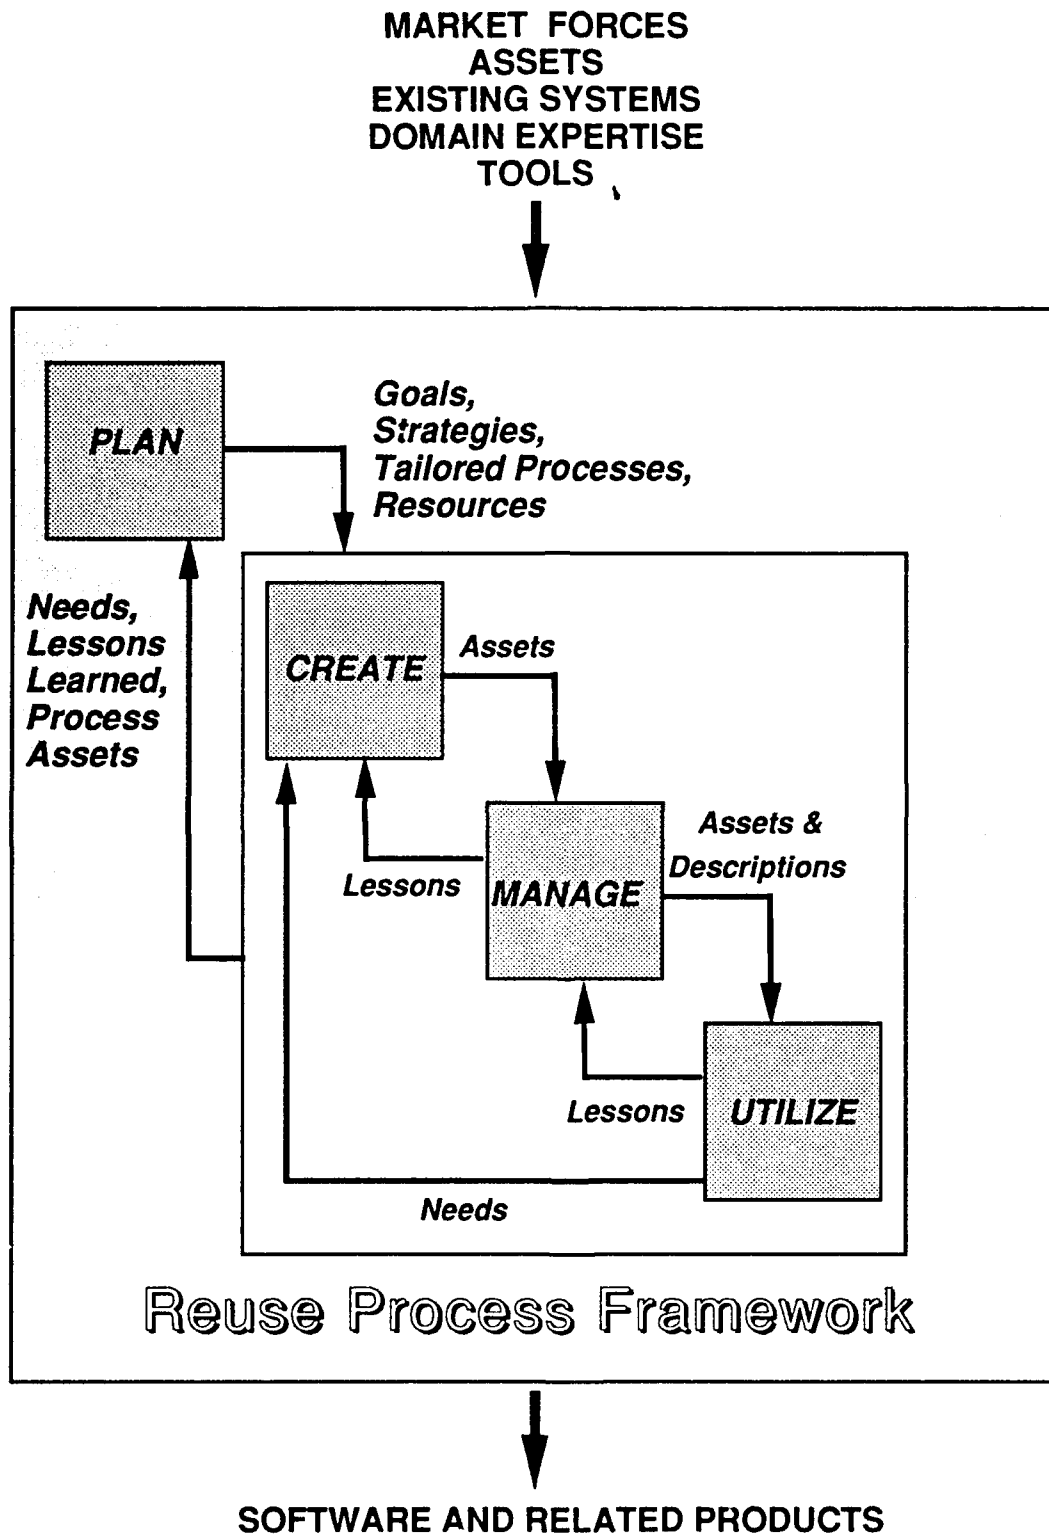 MARKET FORCES
ASSETS
EXISTING SYSTEMS
DOMAIN EXPERTISE
TOOLS
PLAN
Goals,
Strategies,
Tailored Processes,
Resources
Needs,
Lessons
Learned,
Process
Assets
CREATE
Assets
Lessons
MANAGE
Assets &
Descriptions
Lessons
UTILIZE
Needs
Reuse Process Framework
SOFTWARE AND RELATED PRODUCTS